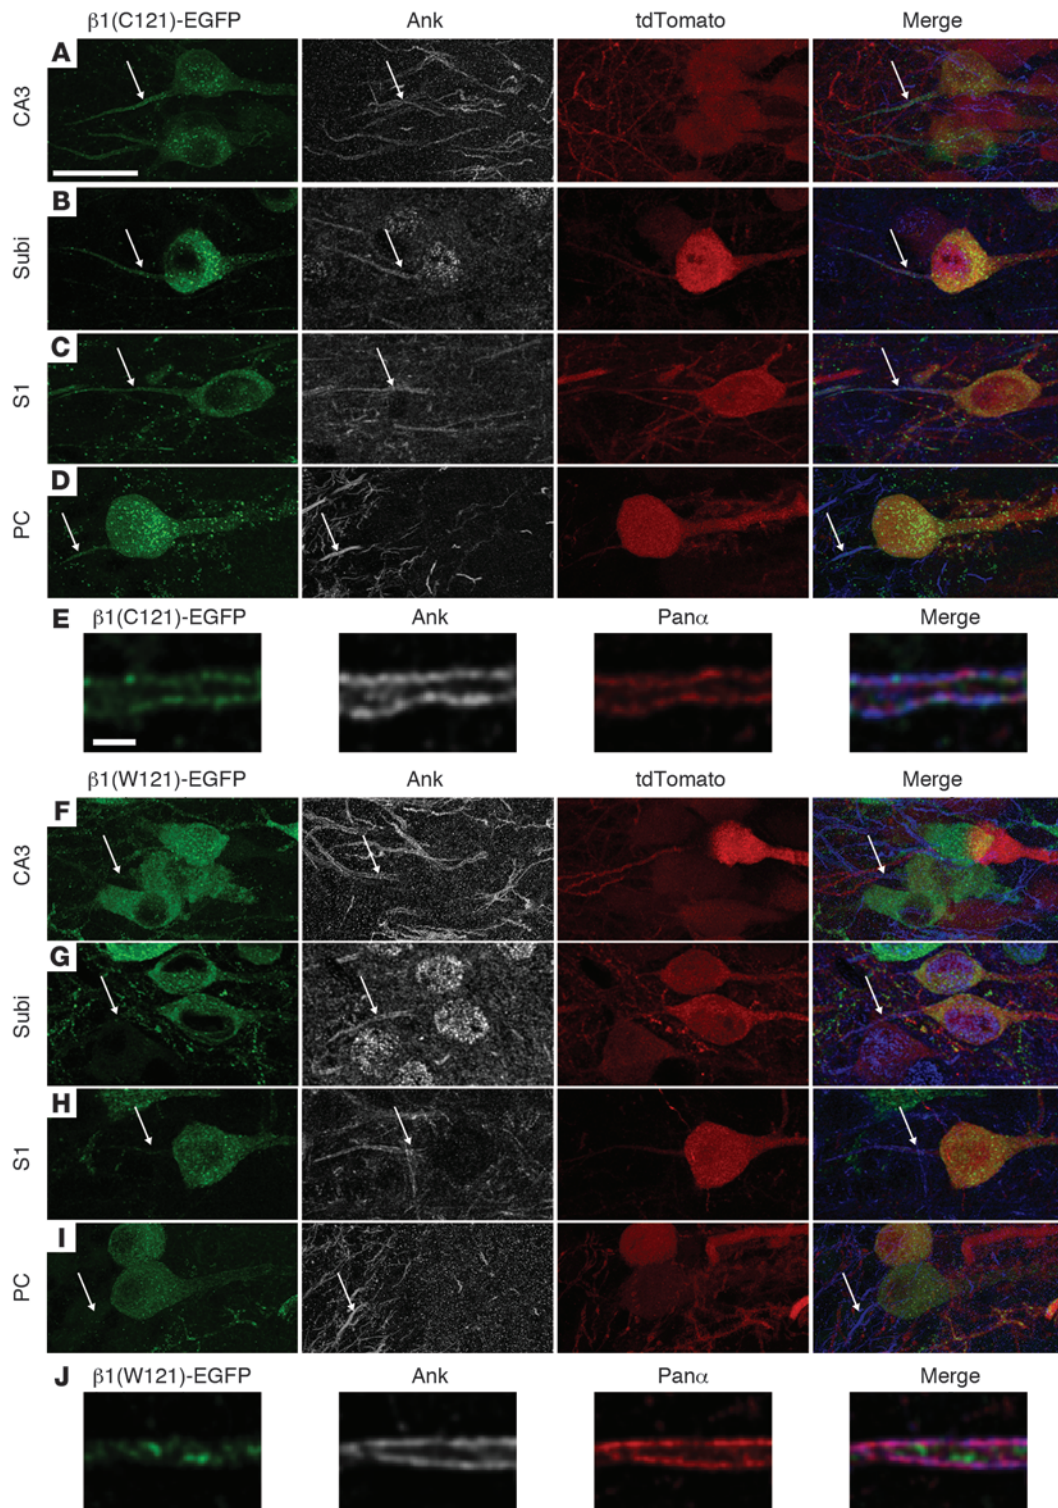 β1(C121)-EGFP Ank tdTomato Merge
A
CA3
B
Subi
C
S1
D
PC
E β1(C121)-EGFP Ank Panα Merge
β1(W121)-EGFP Ank tdTomato Merge
F
CA3
G
Subi
H
S1
I
PC
J β1(W121)-EGFP Ank Panα Merge